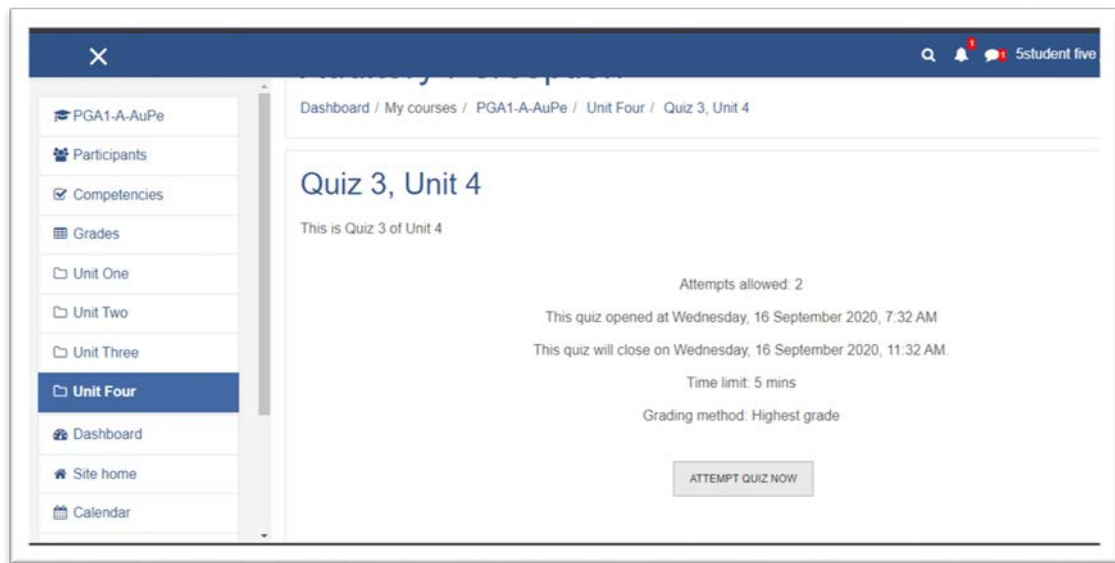 1 1 5student five
Auditory Perception
Dashboard / My courses / PGA1-A-AuPe / Unit Four / Quiz 3, Unit 4
PGA1-A-AuPe
Participants
Competencies
Grades
Unit One
Unit Two
Unit Three
Unit Four
Dashboard
Site home
Calendar
Quiz 3, Unit 4
This is Quiz 3 of Unit 4
Attempts allowed: 2
This quiz opened at Wednesday, 16 September 2020, 7:32 AM
This quiz will close on Wednesday, 16 September 2020, 11:32 AM.
Time limit: 5 mins
Grading method: Highest grade
ATTEMPT QUIZ NOW